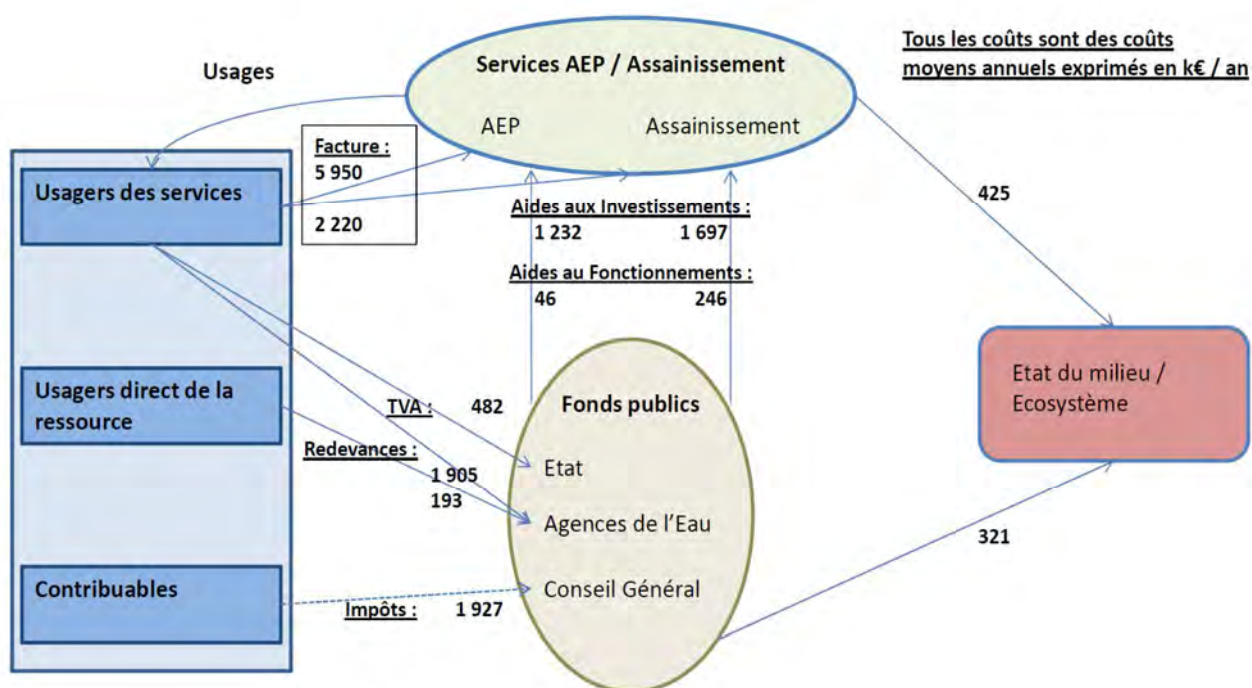 Tous les coûts sont des coûts
moyens annuels exprimés en k€ / an
Usages
Services AEP / Assainissement
AEP
Assainissement
Facture :
5 950
2 220
Usagers des services
Aides aux Investissements :
1 232
1 697
Aides au Fonctionnements :
46
246
425
Usagers direct de la
ressource
TVA :
482
Redevances :
1 905
193
Fonds publics
Etat
Agences de l'Eau
Conseil Général
Etat du milieu /
Ecosystème
321
Contribuables
Impôts :
1 927